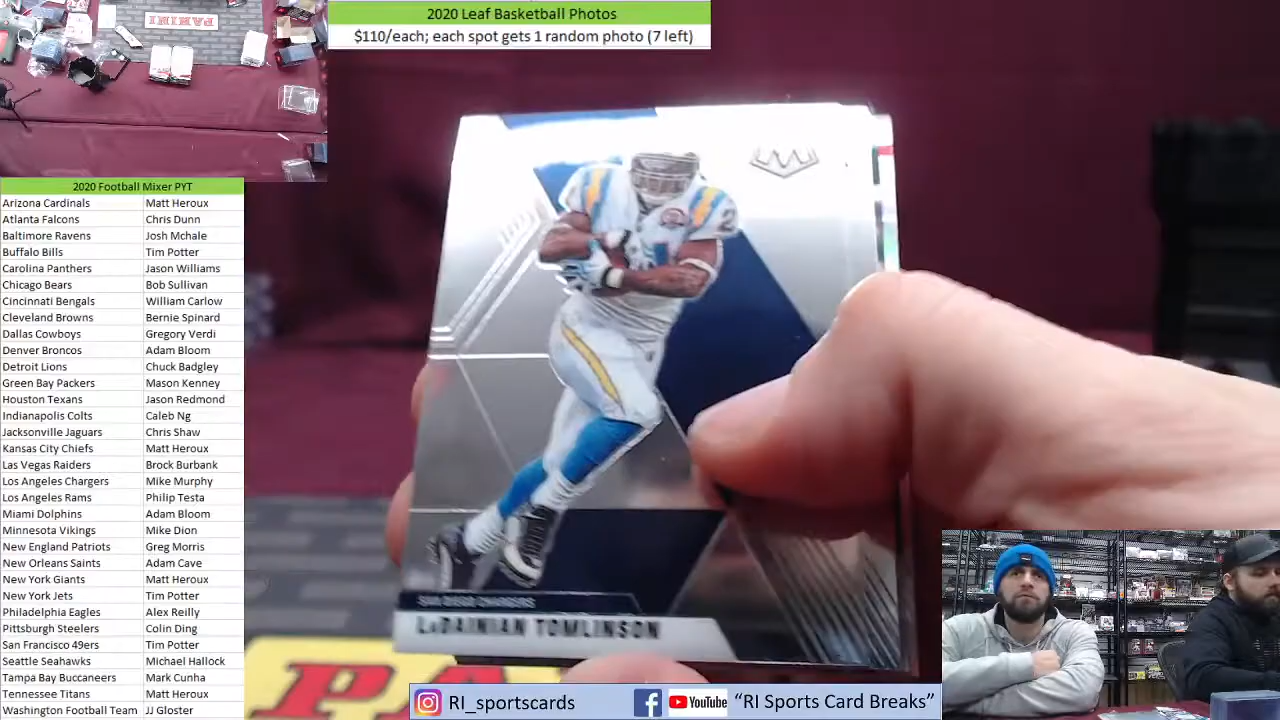 2020 Leaf Basketball Photos
$110/each; each spot gets 1 random photo (7 left)
PANINI
2020 Football Mixer PYT
Arizona Cardinals Matt Heroux
Atlanta Falcons Chris Dunn
Baltimore Ravens Josh Mchale
Buffalo Bills Tim Potter
Carolina Panthers Jason Williams
Chicago Bears Bob Sullivan
Cincinnati Bengals William Carlow
Cleveland Browns Bernie Spinard
Dallas Cowboys Gregory Verdi
Denver Broncos Adam Bloom
Detroit Lions Chuck Badgley
Green Bay Packers Mason Kenney
Houston Texans Jason Redmond
Indianapolis Colts Caleb Ng
Jacksonville Jaguars Chris Shaw
Kansas City Chiefs Matt Heroux
Las Vegas Raiders Brock Burbank
Los Angeles Chargers Mike Murphy
Los Angeles Rams Philip Testa
Miami Dolphins Adam Bloom
Minnesota Vikings Mike Dion
New England Patriots Greg Morris
New Orleans Saints Adam Cave
New York Giants Matt Heroux
New York Jets Tim Potter
Philadelphia Eagles Alex Reilly
Pittsburgh Steelers Colin Ding
San Francisco 49ers Tim Potter
Seattle Seahawks Michael Hallock
Tampa Bay Buccaneers Mark Cunha
Tennessee Titans Matt Heroux
Washington Football Team JJ Gloster
SAN DIEGO CHARGERS
LADAINIAN TOMLINSON
RI_sportscards
YouTube
"RI Sports Card Breaks"